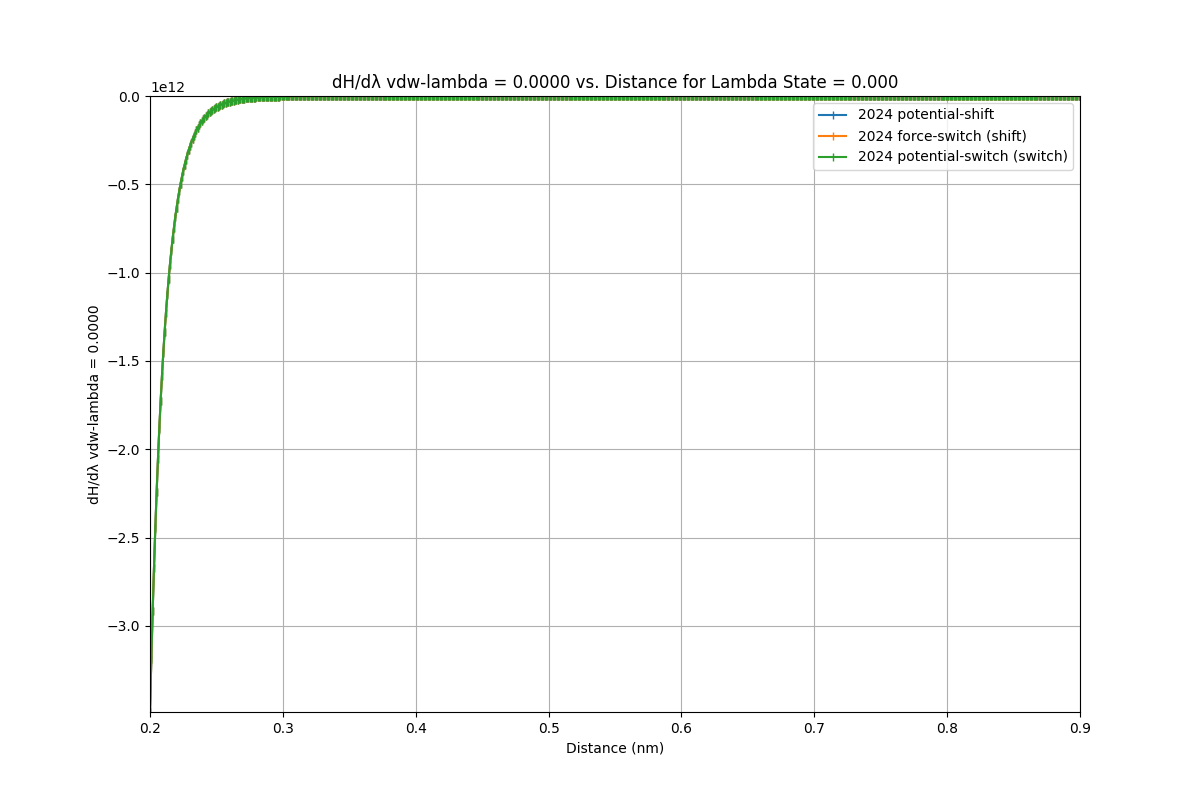 dH/dλ vdw-lambda = 0.0000 vs. Distance for Lambda State = 0.000
1e12
2024 potential-shift
2024 force-switch (shift)
2024 potential-switch (switch)
0.0
−0.5
−1.0
−1.5
−2.0
−2.5
−3.0
dH/dλ vdw-lambda = 0.0000
0.2 0.3 0.4 0.5 0.6 0.7 0.8 0.9
Distance (nm)